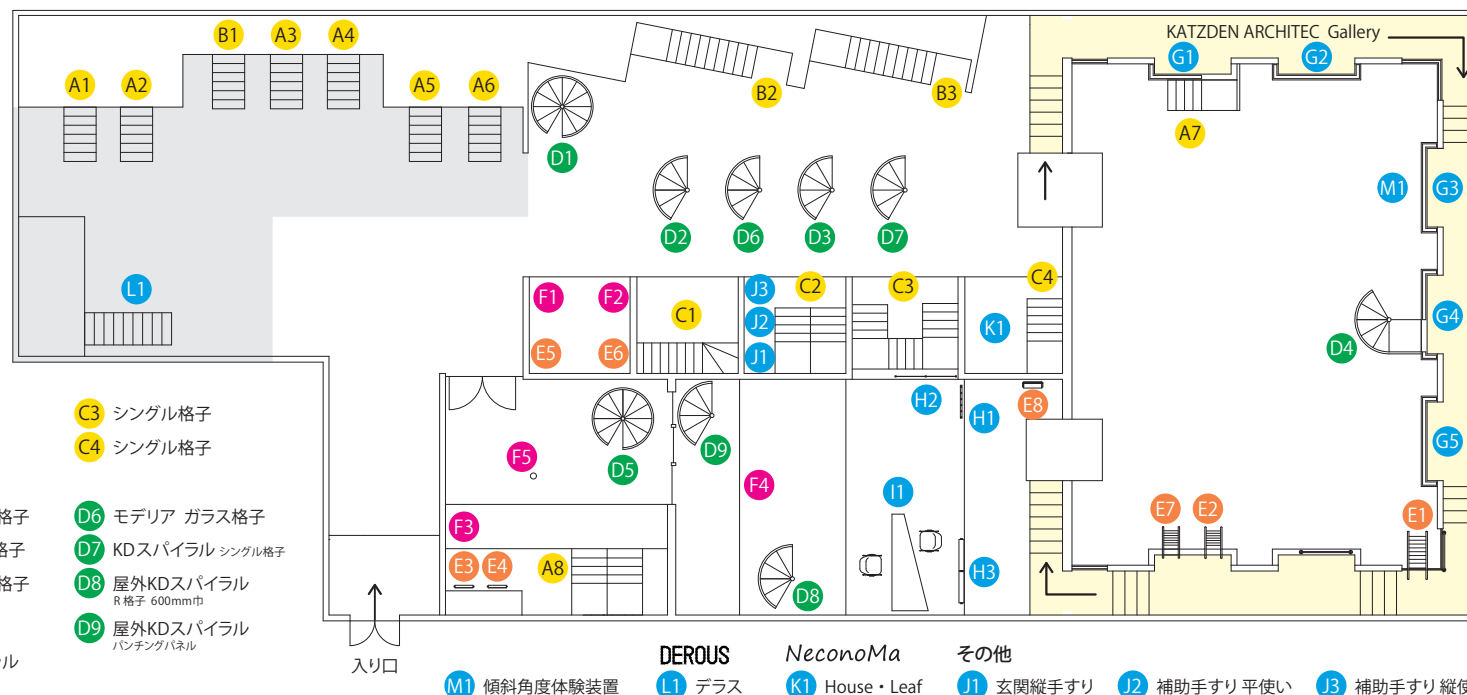 KATZDEN ARCHITEC Gallery
B1
A3
A4
G1
G2
A1
A2
A5
A6
B2
B3
A7
D1
M1
G3
D2
D6
D3
D7
L1
F1
F2
J3
C2
C3
C4
C1
J2
K1
G4
E5
E6
J1
D4
H2
H1
E8
C3 シングル格子
C4 シングル格子
D9
G5
F5
D5
F4
I1
格子
D6 モデリア ガラス格子
E7
E2
E1
F3
格子
D7 KDスパイラル シングル格子
E3
E4
A8
H3
格子
D8 屋外KDスパイラル
R格子 600mm巾
D8
D9 屋外KDスパイラル
パンチングパネル
ル
入り口
DEROUS
NeconoMa
その他
M1 傾斜角度体験装置
L1 デラス
K1 House・Leaf
J1 玄関縦手すり
J2 補助手すり 平使い
J3 補助手すり 縦使